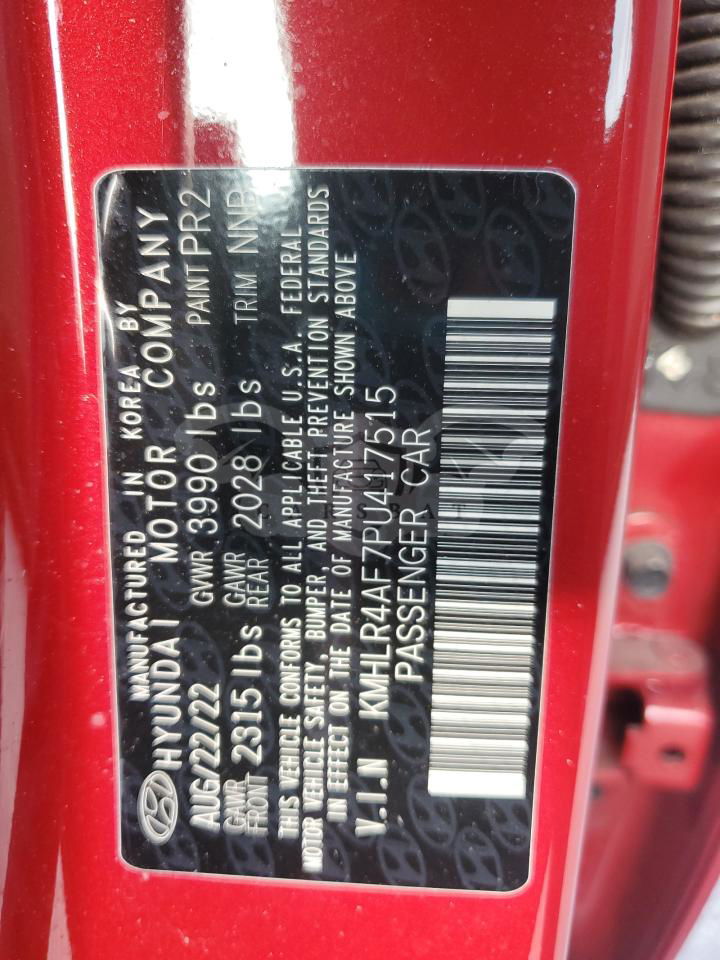 MANUFACTURED IN KOREA BY
HYUNDAI MOTOR COMPANY
AUG/22/22 GVWR 3990 lbs PAINT PR2
GAWR FRONT 2315 lbs GAWR REAR 2028 lbs TRIM NNB
THIS VEHICLE CONFORMS TO ALL APPLICABLE U.S.A. FEDERAL
MOTOR VEHICLE SAFETY, BUMPER AND THEFT PREVENTION STANDARDS
IN EFFECT ON THE DATE OF MANUFACTURE SHOWN ABOVE
V.I.N KMHLR4AF7PU417515
PASSENGER CAR